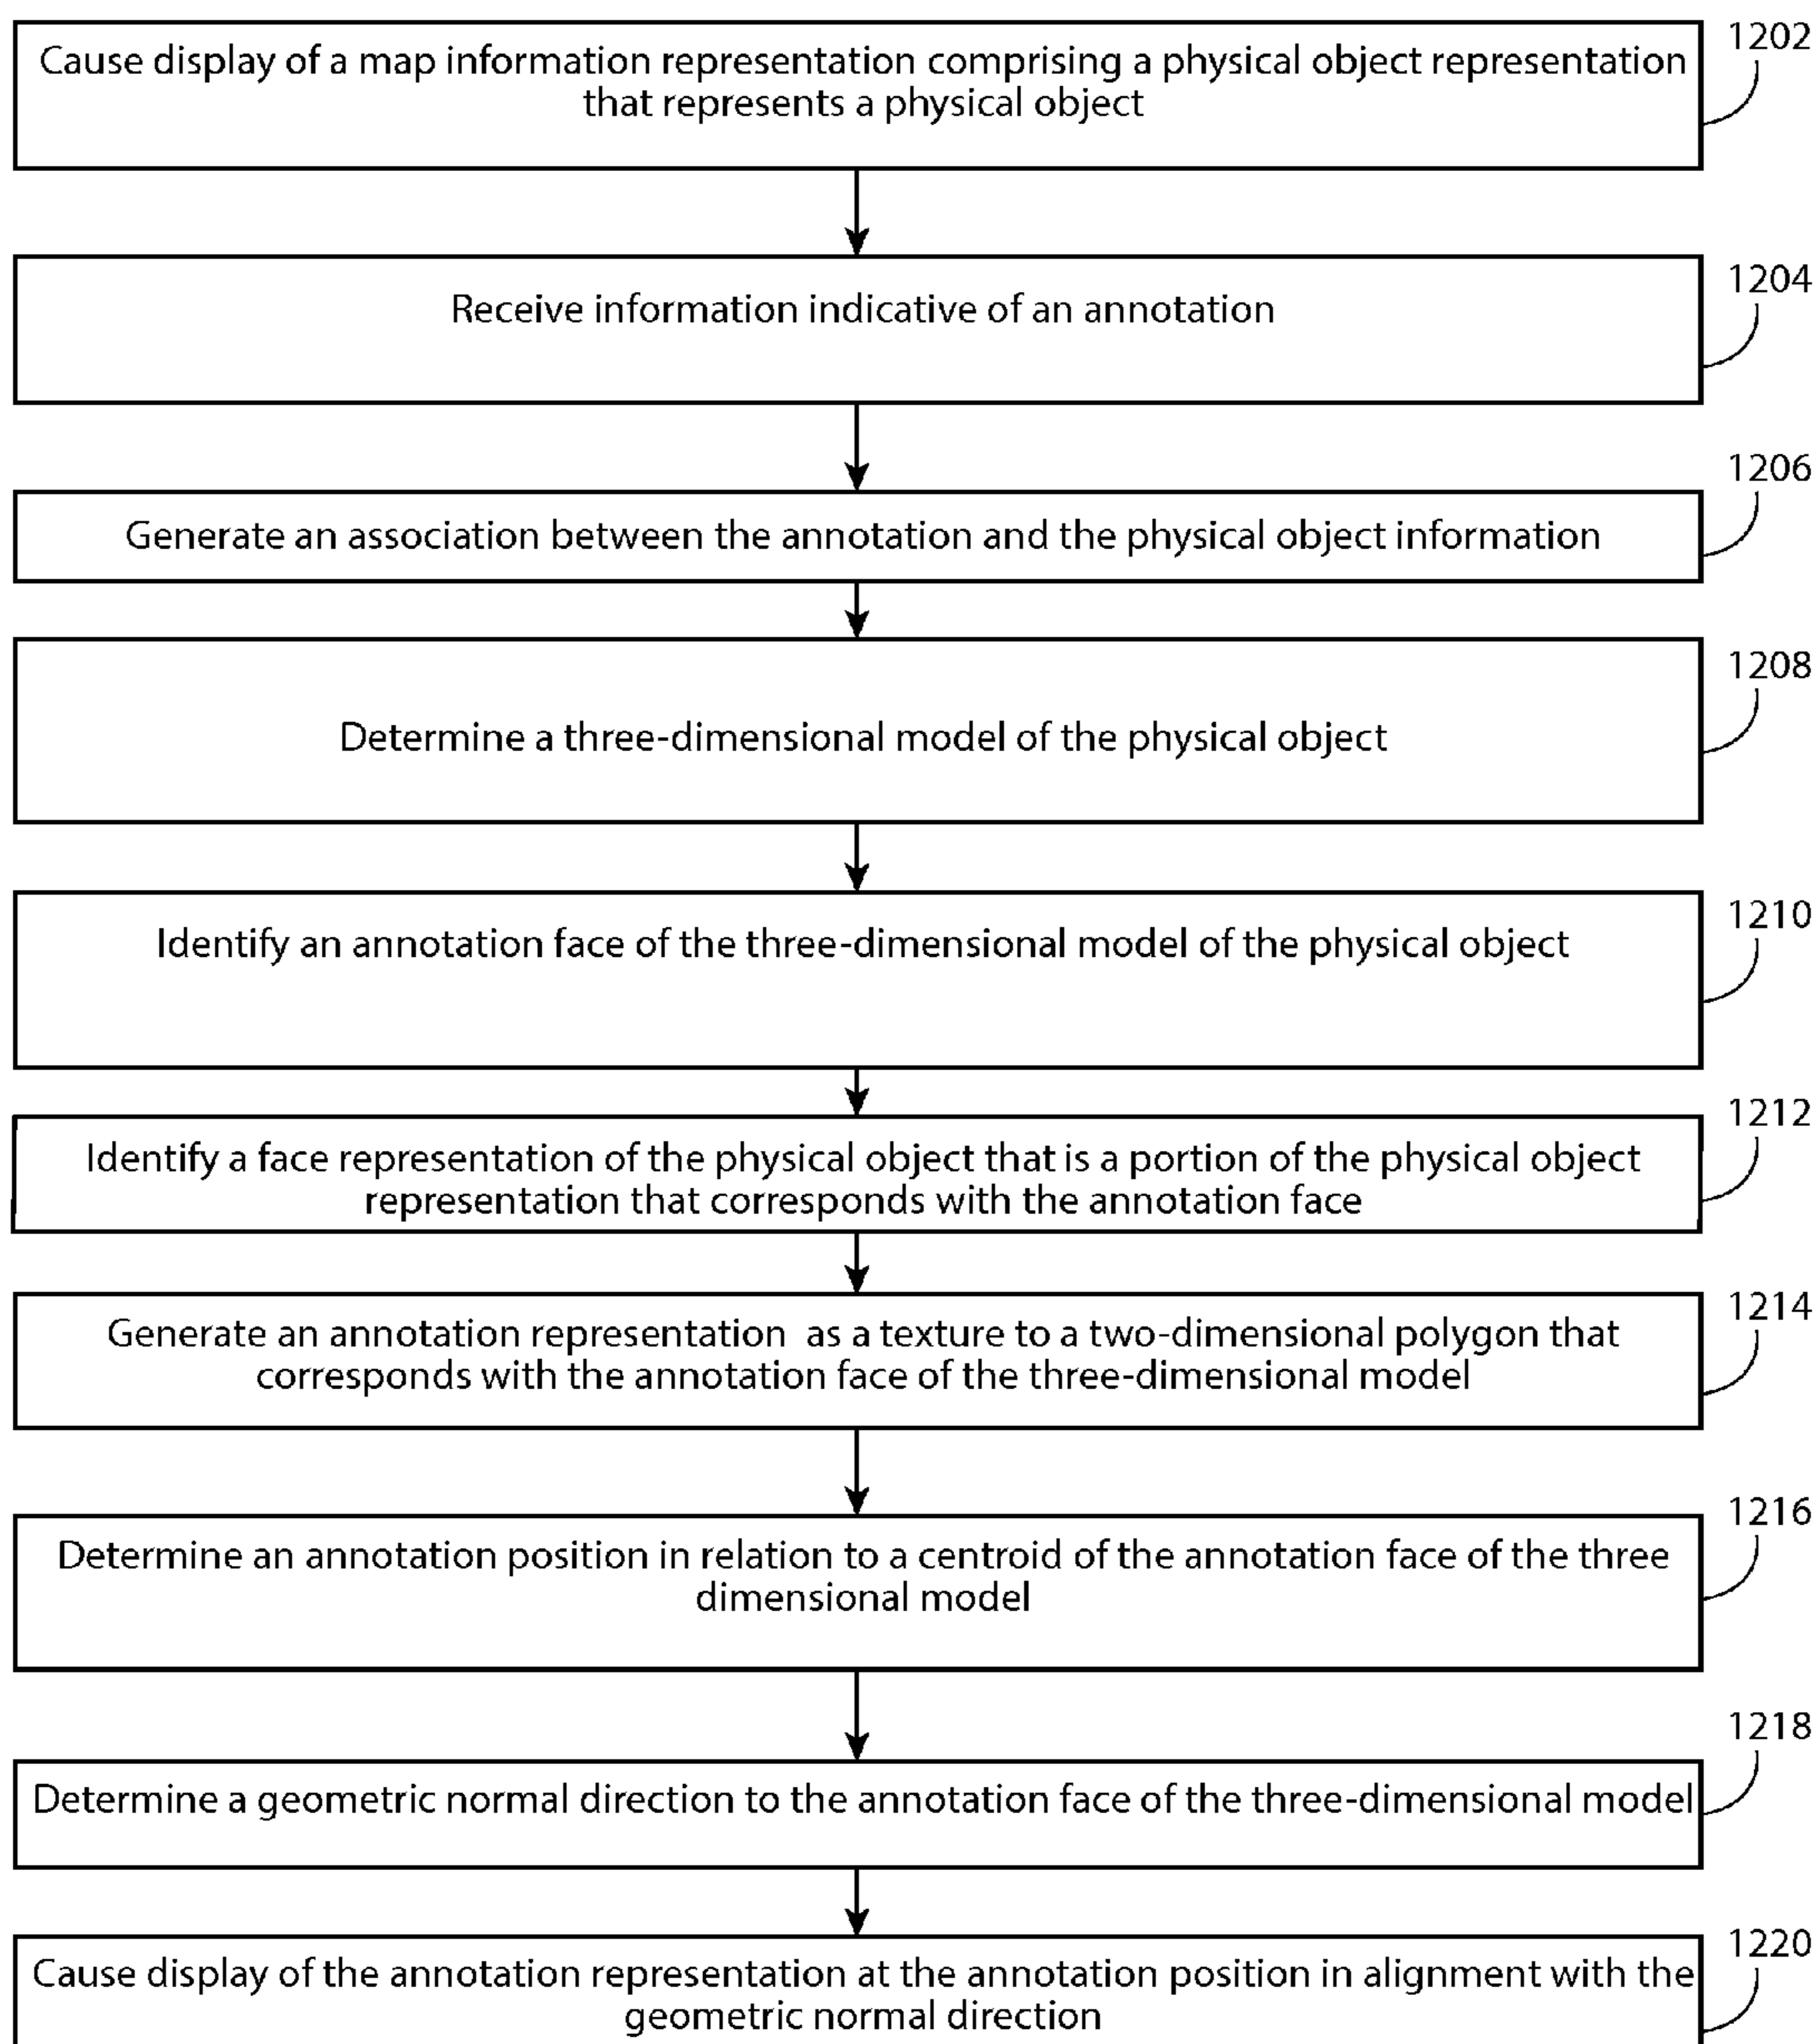 1202
Cause display of a map information representation comprising a physical object representation
that represents a physical object
1204
Receive information indicative of an annotation
1206
Generate an association between the annotation and the physical object information
1208
Determine a three-dimensional model of the physical object
1210
Identify an annotation face of the three-dimensional model of the physical object
1212
Identify a face representation of the physical object that is a portion of the physical object
representation that corresponds with the annotation face
1214
Generate an annotation representation as a texture to a two-dimensional polygon that
corresponds with the annotation face of the three-dimensional model
1216
Determine an annotation position in relation to a centroid of the annotation face of the three
dimensional model
1218
Determine a geometric normal direction to the annotation face of the three-dimensional model
1220
Cause display of the annotation representation at the annotation position in alignment with the
geometric normal direction